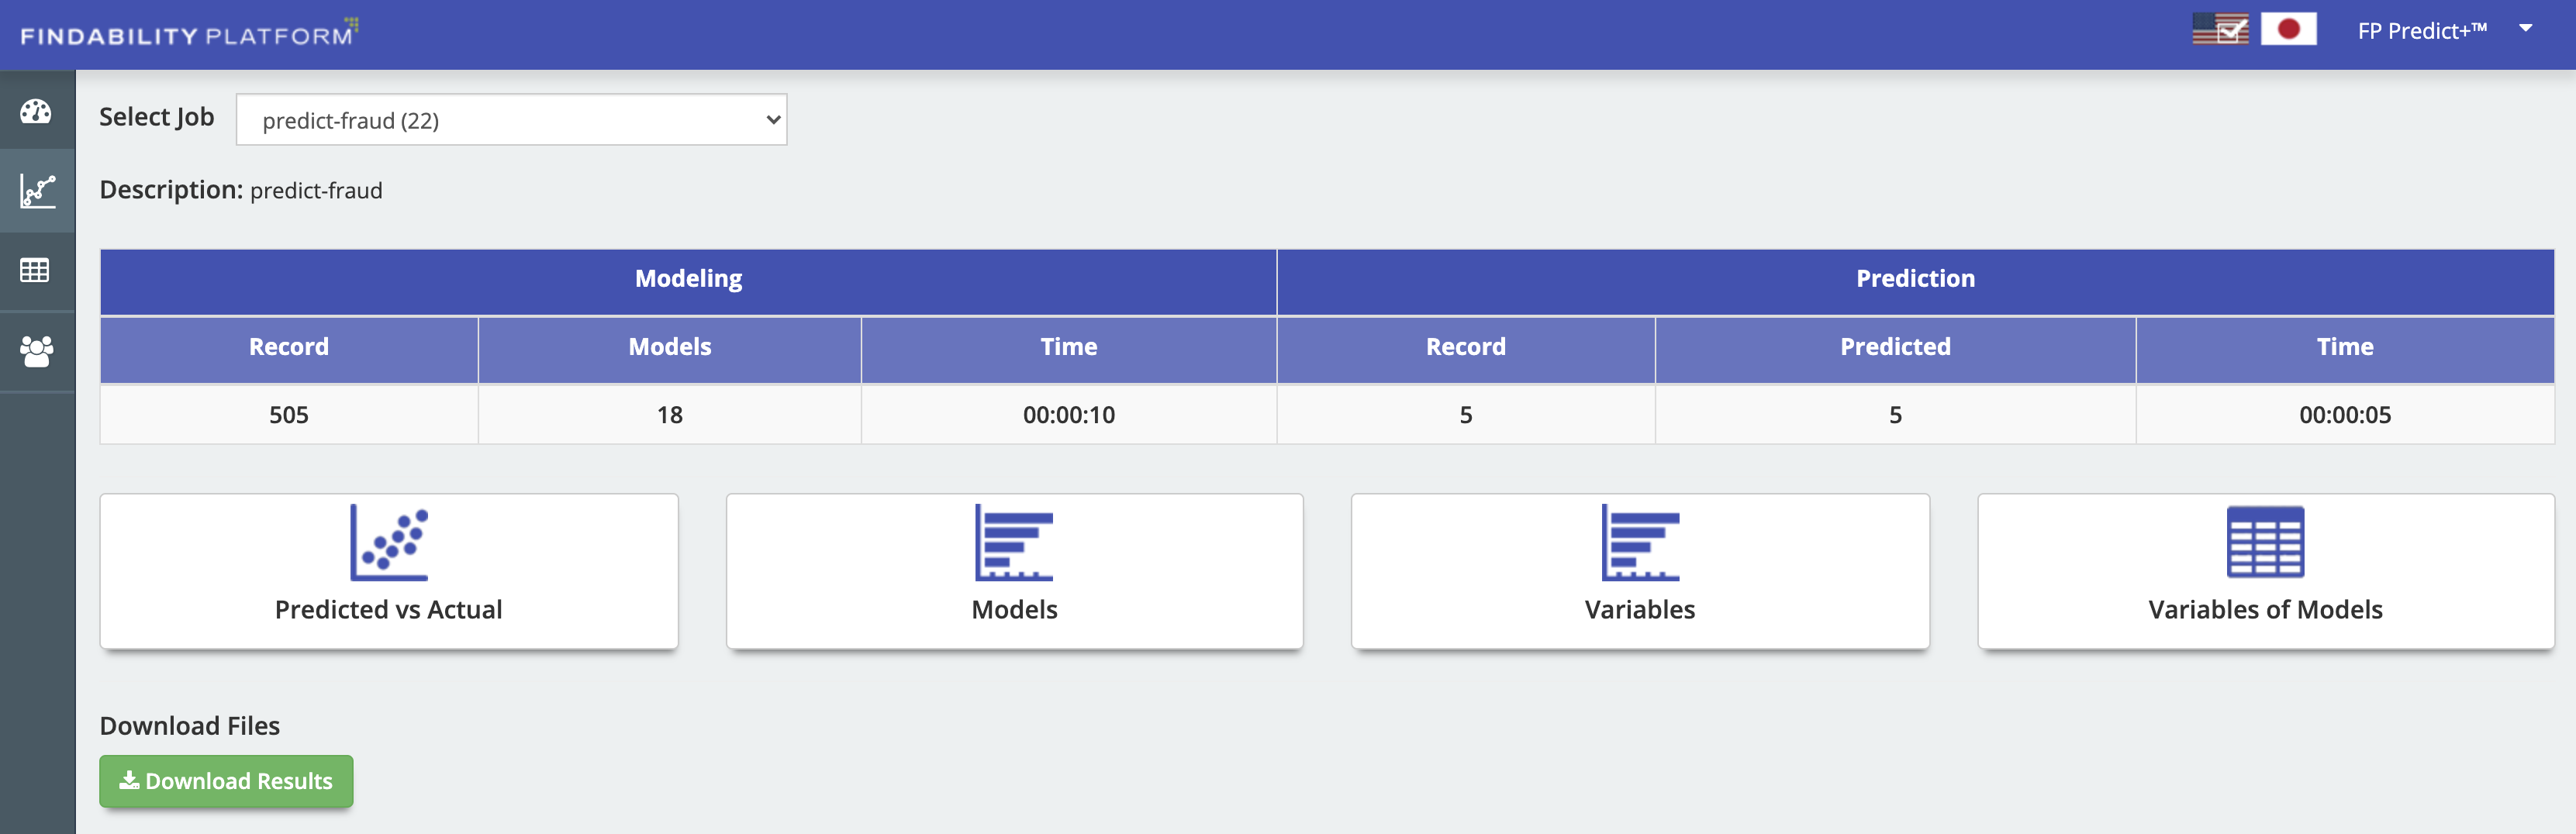 FINDABILITY PLATFORM
FP Predict+™
Select Job
predict-fraud (22)
Description: predict-fraud
Modeling Prediction
Record Models Time Record Predicted Time
505 18 00:00:10 5 5 00:00:05
Predicted vs Actual
Models
Variables
Variables of Models
Download Files
Download Results